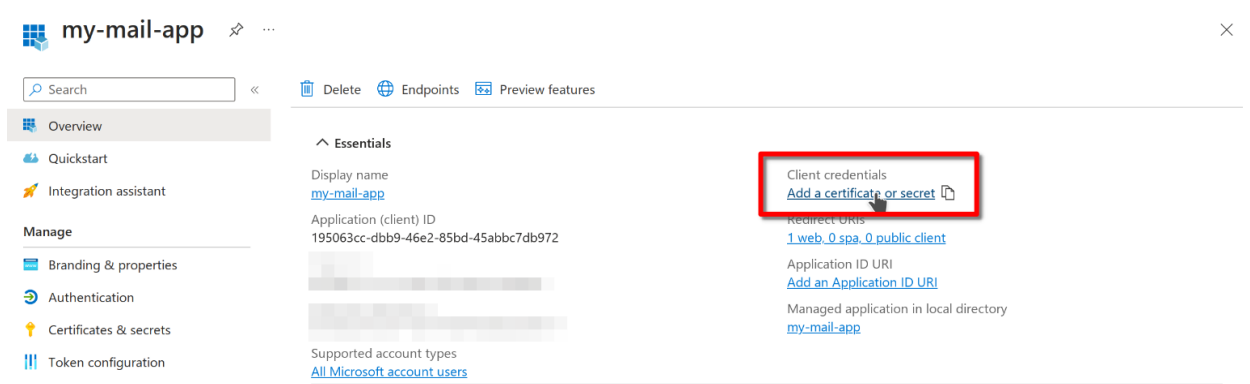 my-mail-app
Search
Delete
Endpoints
Preview features
Overview
Quickstart
Integration assistant
Manage
Branding & properties
Authentication
Certificates & secrets
Token configuration
Essentials
Display name
my-mail-app
Application (client) ID
195063cc-dbb9-46e2-85bd-45abbc7db972
Supported account types
All Microsoft account users
Client credentials
Add a certificate or secret
Redirect URIs
1 web, 0 spa, 0 public client
Application ID URI
Add an Application ID URI
Managed application in local directory
my-mail-app